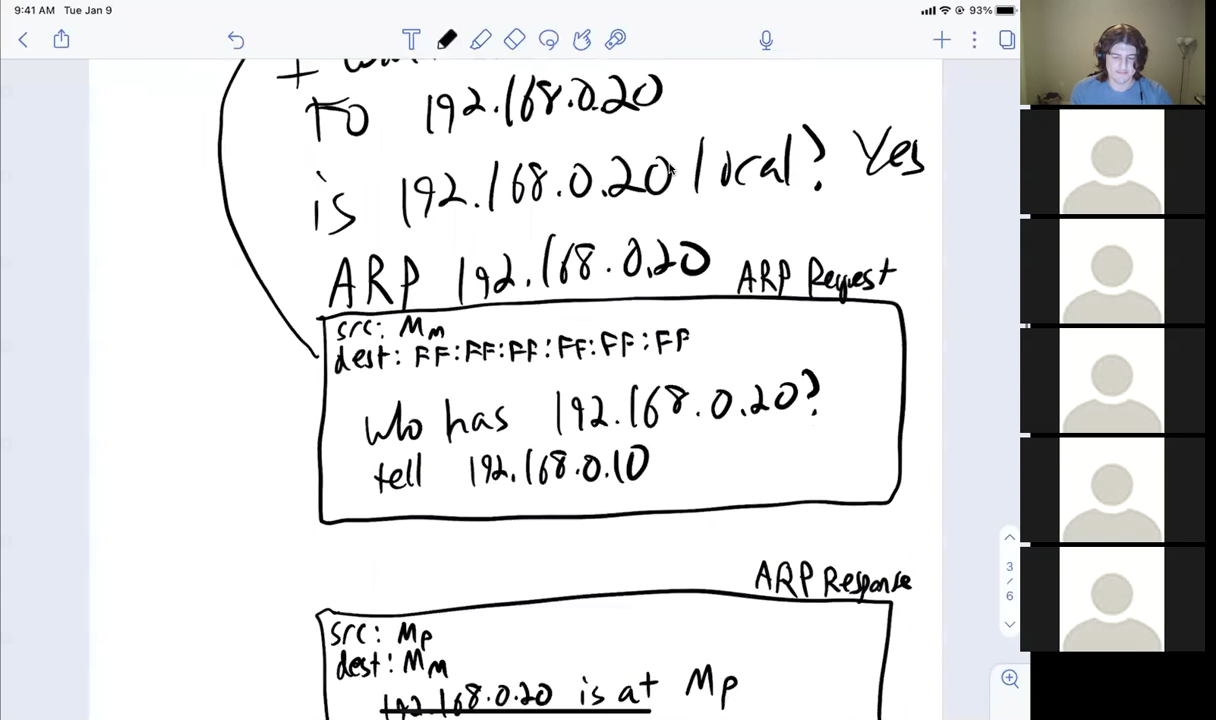 9:41 AM Tue Jan 9
93%
TO 192.168.0.20
is 192.168.0.20 local? Yes
ARP 192.168.0.20
ARP Request
src: MM
dest: FF:FF:FF:FF:FF:FF
who has 192.168.0.20?
tell 192.168.0.10
ARP Response
src: Mp
dest: MM
192.168.0.20 is at Mp
3
/
6